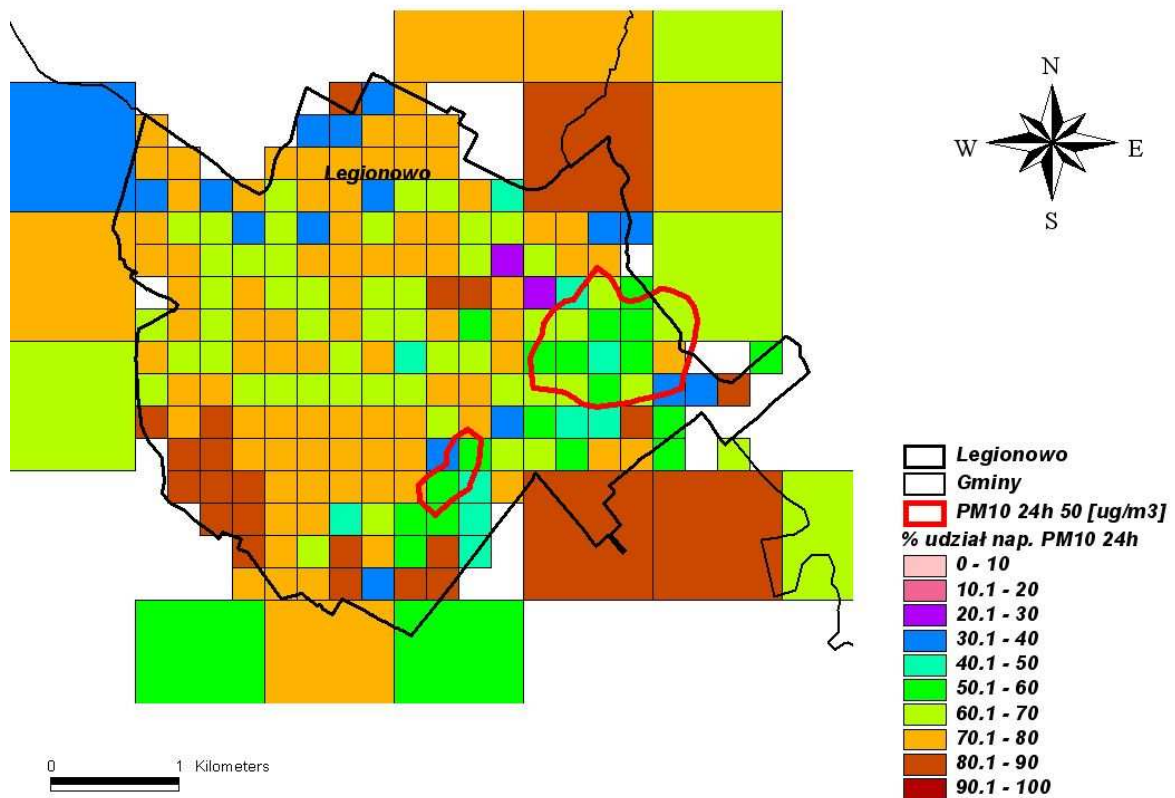 N
W
E
S
Legionowo
Legionowo
Gminy
PM10 24h 50 [ug/m3]
% udział nap. PM10 24h
0 - 10
10.1 - 20
20.1 - 30
30.1 - 40
40.1 - 50
50.1 - 60
60.1 - 70
70.1 - 80
80.1 - 90
90.1 - 100
0 1 Kilometers